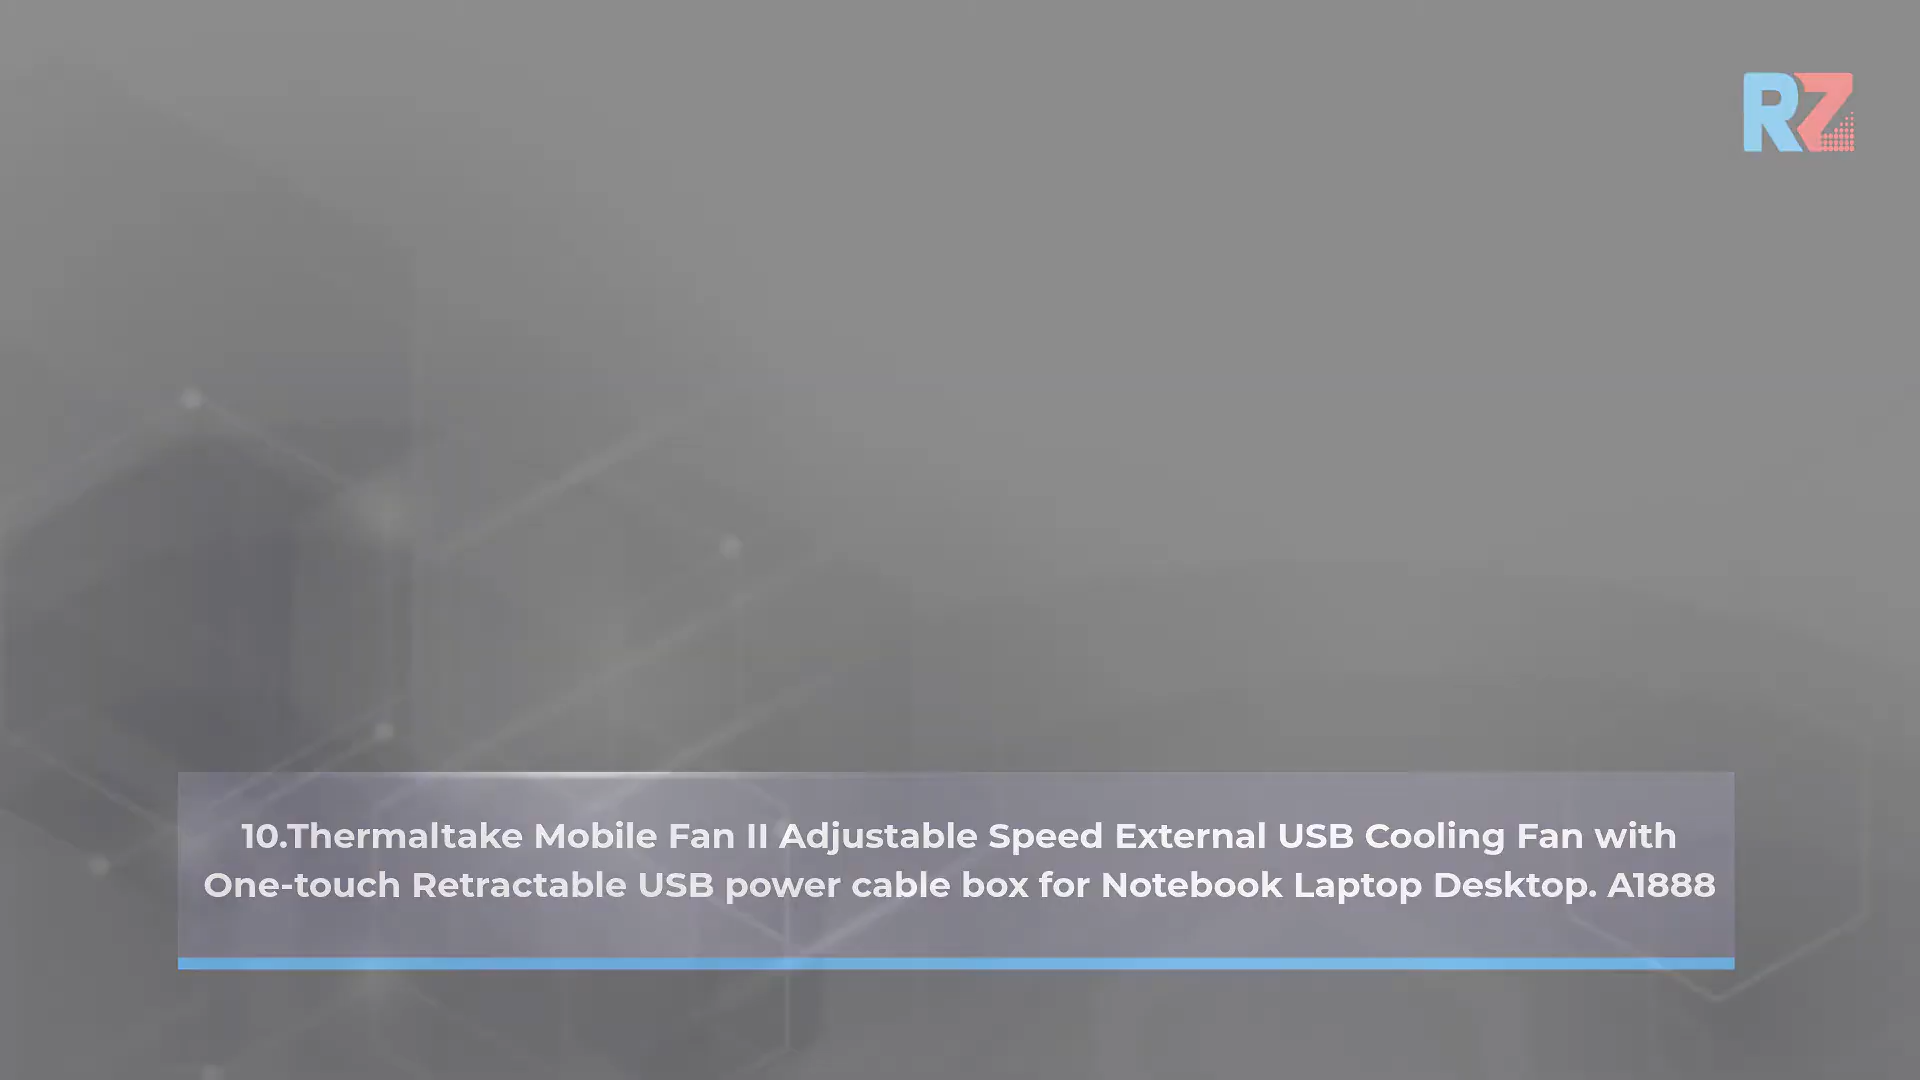 RZ
10.Thermaltake Mobile Fan II Adjustable Speed External USB Cooling Fan with
One-touch Retractable USB power cable box for Notebook Laptop Desktop. A1888